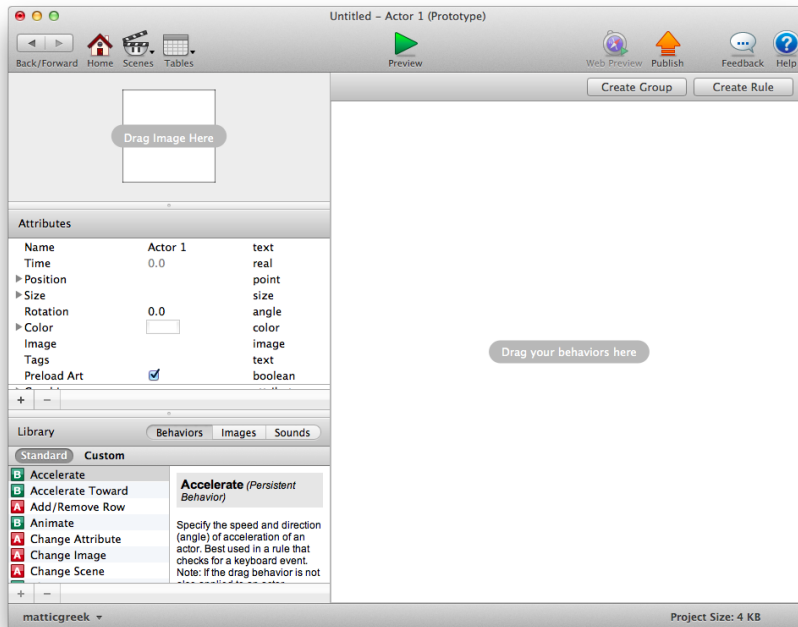 Untitled – Actor 1 (Prototype)
Back/Forward Home Scenes Tables Preview Web Preview Publish Feedback Help
Create Group Create Rule
Drag Image Here
Attributes
Name Actor 1 text
Time 0.0 real
Position point
Size size
Rotation 0.0 angle
Color color
Image image
Tags text
Preload Art boolean
+ −
Library Behaviors Images Sounds
Standard Custom
B Accelerate
B Accelerate Toward
A Add/Remove Row
B Animate
A Change Attribute
A Change Image
A Change Scene
Accelerate (Persistent
Behavior)
Specify the speed and direction
(angle) of acceleration of an
actor. Best used in a rule that
checks for a keyboard event.
Note: If the drag behavior is not
+ −
Drag your behaviors here
matticgreek Project Size: 4 KB